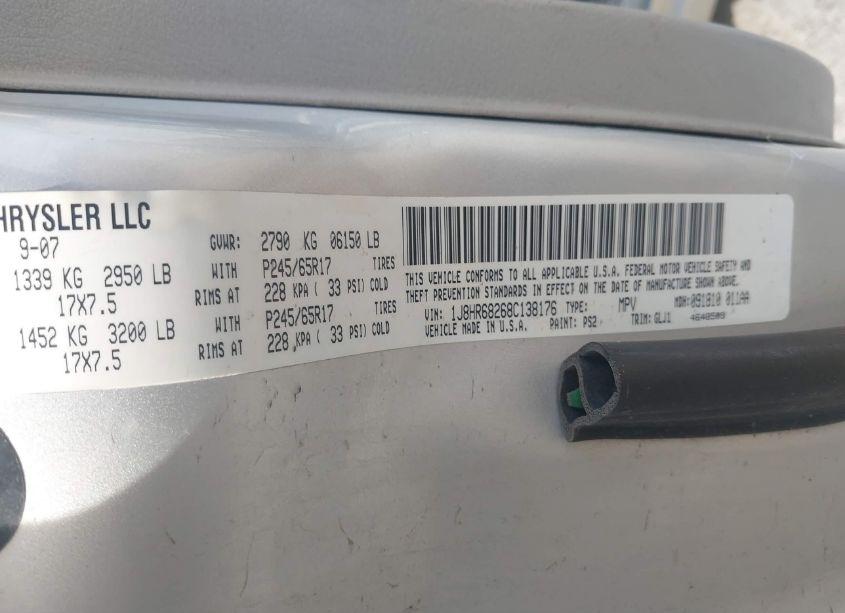 HRYSLER LLC
9-07
1339 KG 2950 LB
17X7.5
1452 KG 3200 LB
17X7.5
GVWR: 2790 KG 06150 LB
WITH P245/65R17 TIRES
RIMS AT 228 KPA ( 33 PSI) COLD
WITH P245/65R17 TIRES
RIMS AT 228 KPA ( 33 PSI) COLD
THIS VEHICLE CONFORMS TO ALL APPLICABLE U.S.A. FEDERAL MOTOR VEHICLE SAFETY AND
THEFT PREVENTION STANDARDS IN EFFECT ON THE DATE OF MANUFACTURE SHOWN ABOVE.
VIN: 1J8HR68268C138176 TYPE: MPV MDH:091810 011AA
VEHICLE MADE IN U.S.A. PAINT: PS2 TRIM: GLJ1 4648509